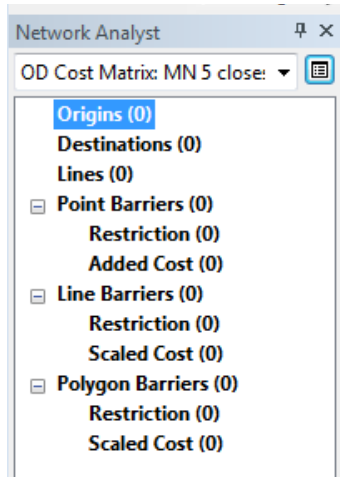 Network Analyst
OD Cost Matrix: MN 5 close
Origins (0)
Destinations (0)
Lines (0)
Point Barriers (0)
Restriction (0)
Added Cost (0)
Line Barriers (0)
Restriction (0)
Scaled Cost (0)
Polygon Barriers (0)
Restriction (0)
Scaled Cost (0)